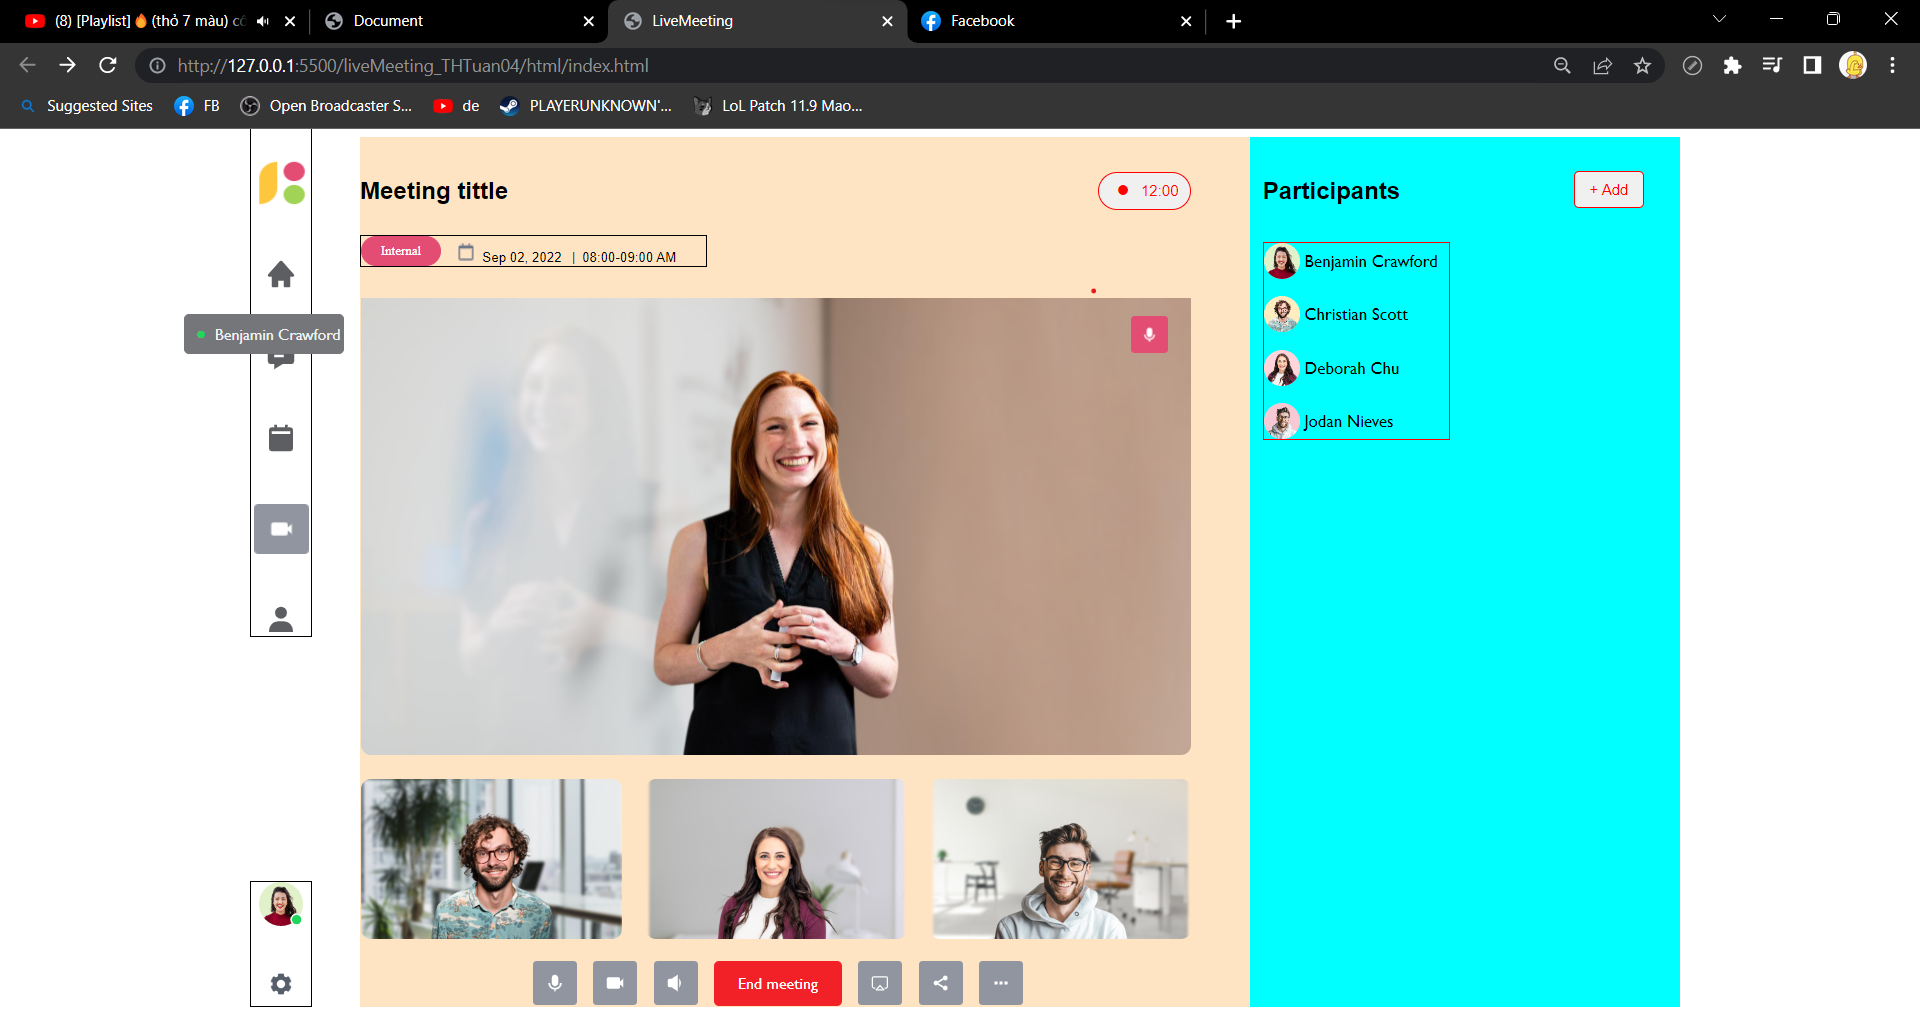 (8) [Playlist] (thỏ 7 màu) có
Document
LiveMeeting
Facebook
http://127.0.0.1:5500/liveMeeting_THTuan04/html/index.html
Suggested Sites
FB
Open Broadcaster S...
de
PLAYERUNKNOWN'...
LoL Patch 11.9 Mao...
Meeting tittle
12:00
Participants
+ Add
Internal
Sep 02, 2022 | 08:00-09:00 AM
Benjamin Crawford
Christian Scott
Deborah Chu
Jodan Nieves
Benjamin Crawford
End meeting